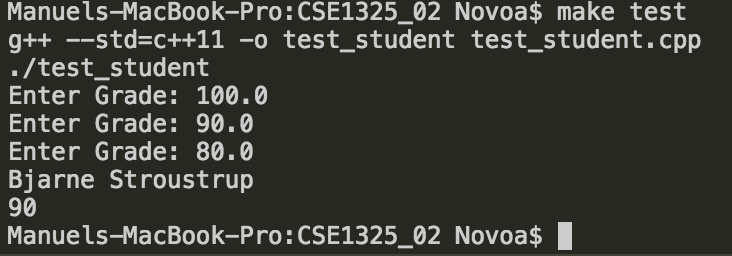 Manuels-MacBook-Pro:CSE1325_02 Novoa$ make test
g++ --std=c++11 -o test_student test_student.cpp
./test_student
Enter Grade: 100.0
Enter Grade: 90.0
Enter Grade: 80.0
Bjarne Stroustrup
90
Manuels-MacBook-Pro:CSE1325_02 Novoa$